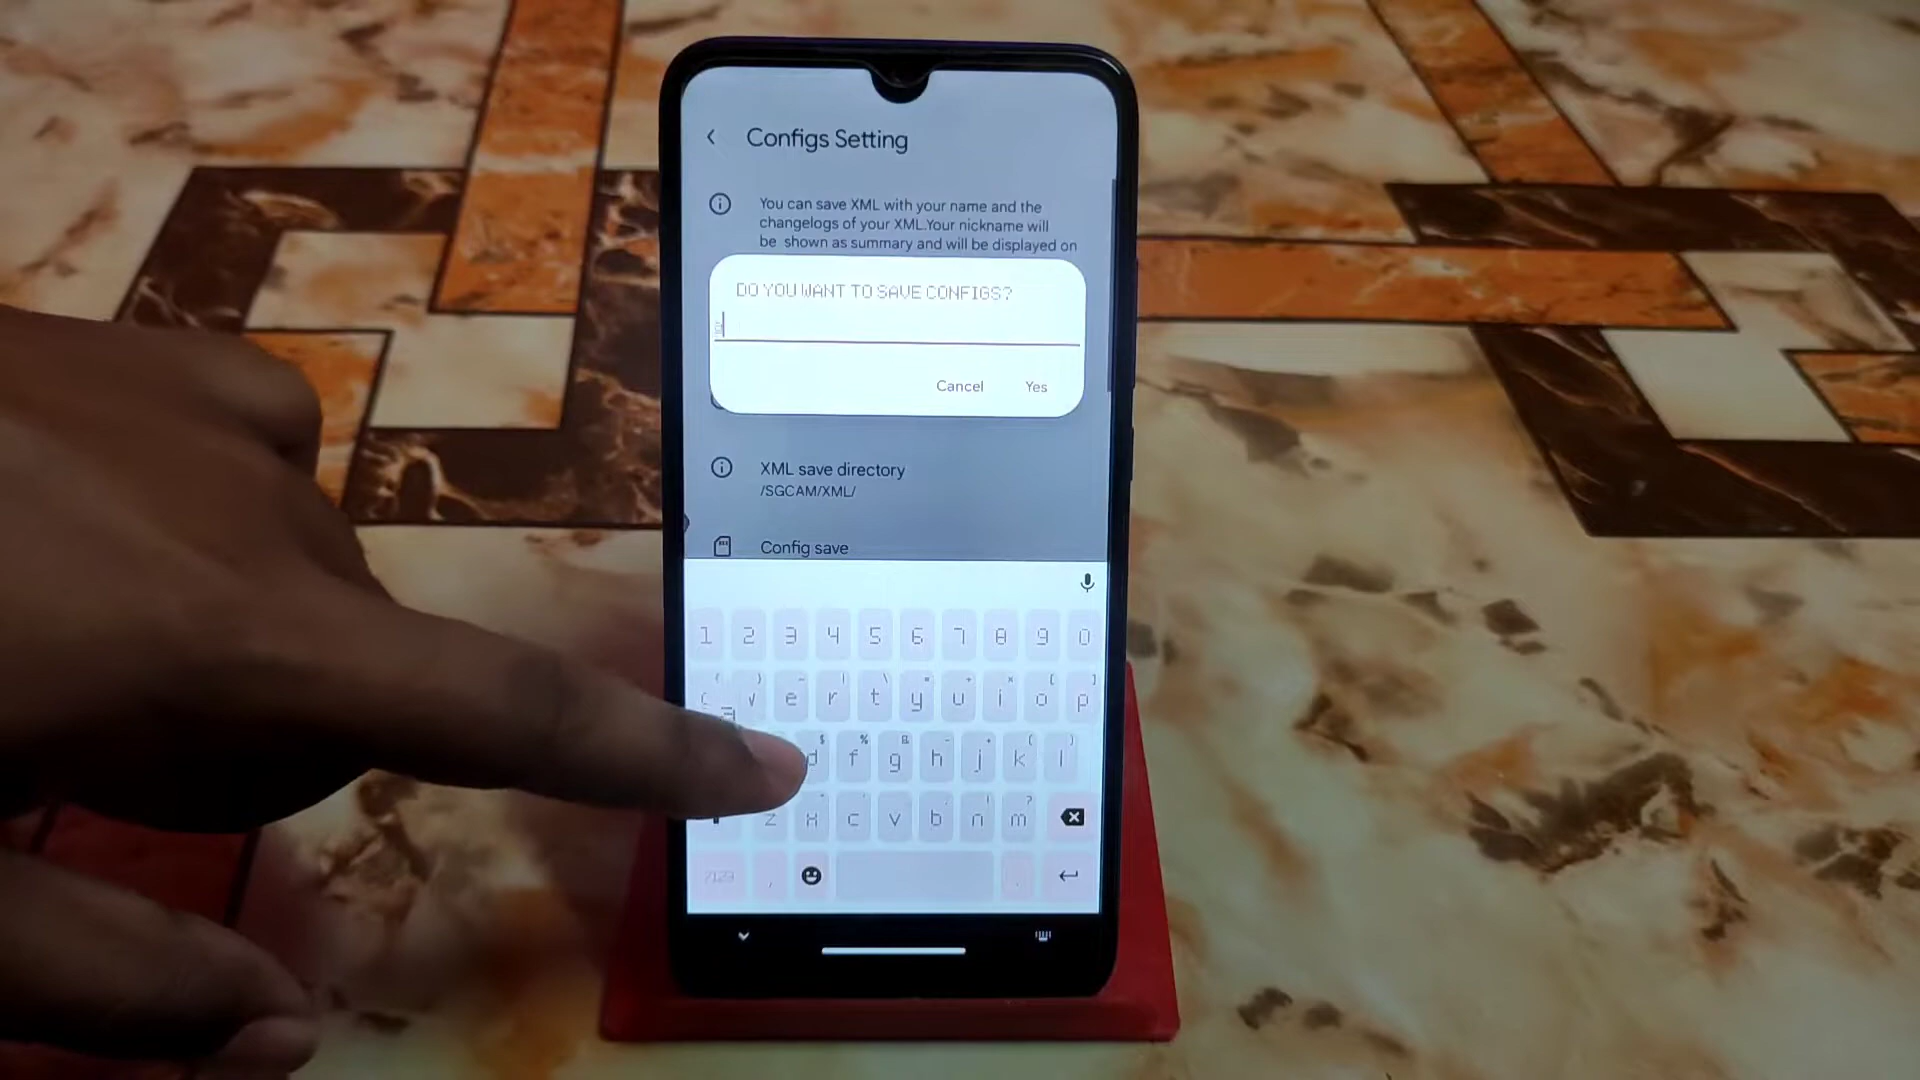 Configs Setting
You can save XML with your name and the
changelogs of your XML.Your nickname will
be shown as summary and will be displayed on
DO YOU WANT TO SAVE CONFIGS?
a
Cancel Yes
XML save directory
/SGCAM/XML/
Config save
1 2 3 4 5 6 7 8 9 0
e r t y u i o p
a
d f g h j k l
z x c v b n m
?123 , .